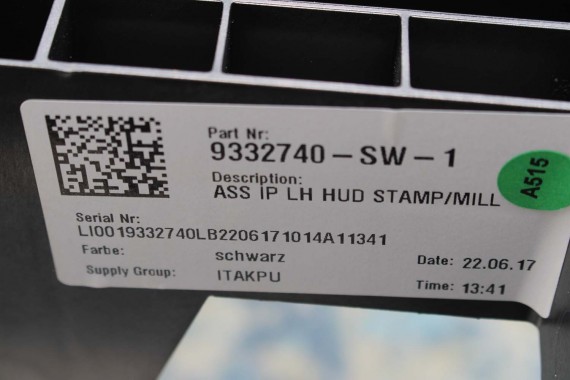 Part Nr:
9332740-SW-1
Description:
ASS IP LH HUD STAMP/MILL
A515
Serial Nr:
LI0019332740LB2206171014A11341
Farbe: schwarz
Date: 22.06.17
Supply Group: ITAKPU
Time: 13:41